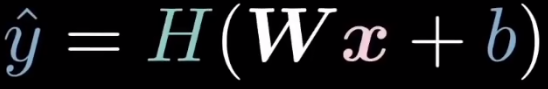 ŷ = H(Wx + b)